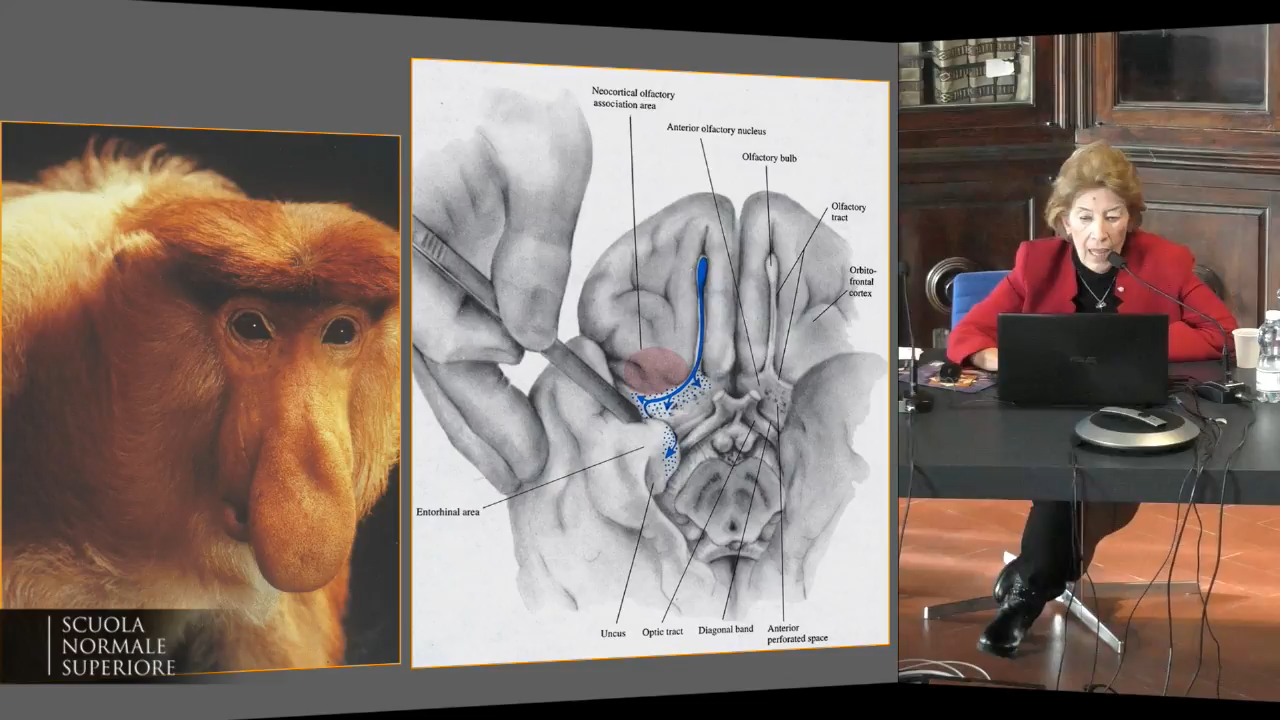 Neocortical olfactory
association area
Anterior olfactory nucleus
Olfactory bulb
Olfactory
tract
Orbito-
frontal
cortex
Entorhinal area
Uncus
Optic tract
Diagonal band
Anterior
perforated space
SCUOLA
NORMALE
SUPERIORE